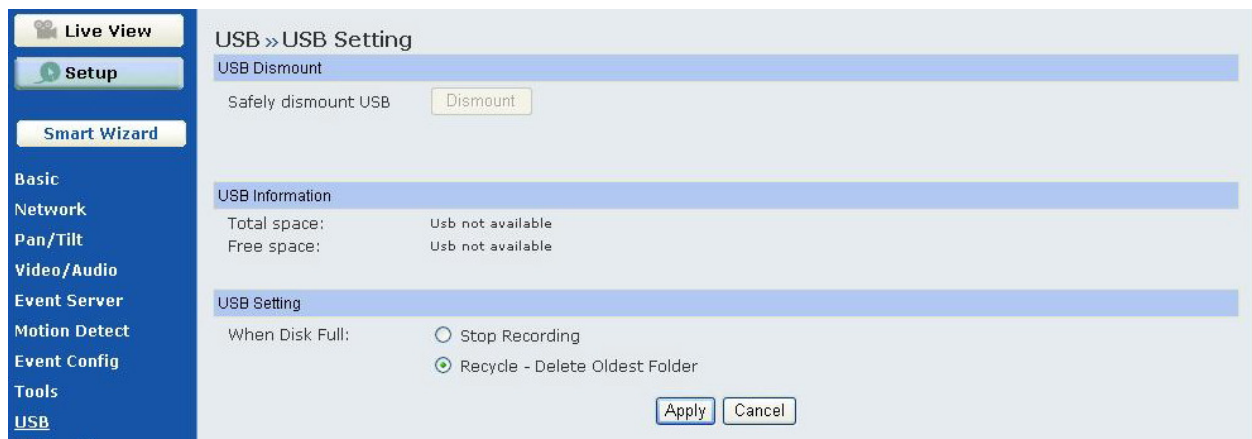 Live View
Setup
Smart Wizard
Basic
Network
Pan/Tilt
Video/Audio
Event Server
Motion Detect
Event Config
Tools
USB
USB»USB Setting
USB Dismount
Safely dismount USB Dismount
USB Information
Total space: Usb not available
Free space: Usb not available
USB Setting
When Disk Full: Stop Recording
Recycle - Delete Oldest Folder
Apply Cancel